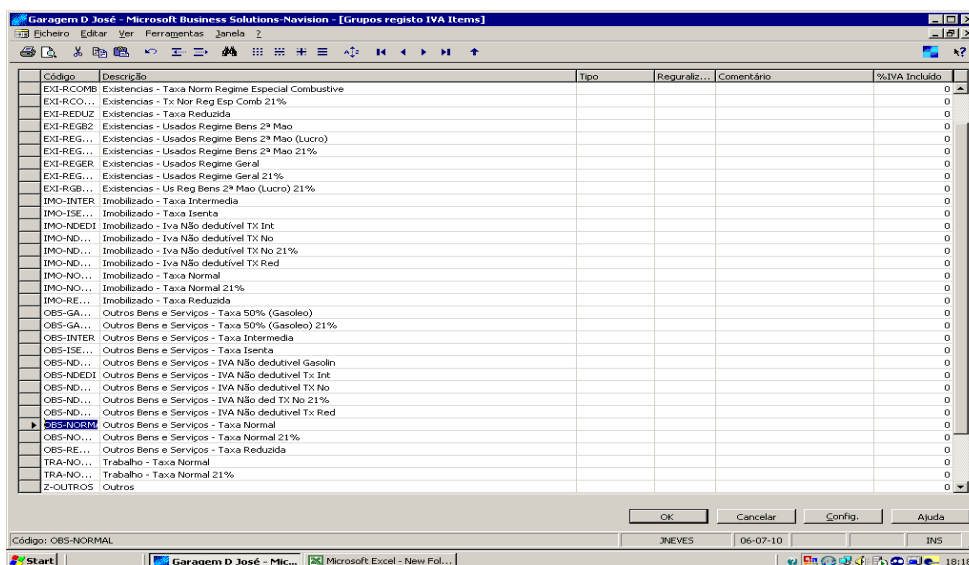 Garagem D José - Microsoft Business Solutions-Navision - [Grupos registo IVA Items]
Ficheiro Editar Ver Ferramentas Janela ?
Código Descrição Tipo Reguraliz... Comentário %IVA Incluído
EXI-RCOMB Existencias - Taxa Norm Regime Especial Combustive 0
EXI-RCO... Existencias - Tx Nor Reg Esp Comb 21% 0
EXI-REDUZ Existencias - Taxa Reduzida 0
EXI-REGB2 Existencias - Usados Regime Bens 2ª Mao 0
EXI-REG... Existencias - Usados Regime Bens 2ª Mao (Lucro) 0
EXI-REG... Existencias - Usados Regime Bens 2ª Mao 21% 0
EXI-REGER Existencias - Usados Regime Geral 0
EXI-REG... Existencias - Usados Regime Geral 21% 0
EXI-RGB... Existencias - Us Reg Bens 2ª Mao (Lucro) 21% 0
IMO-INTER Imobilizado - Taxa Intermedia 0
IMO-ISE... Imobilizado - Taxa Isenta 0
IMO-NDEDI Imobilizado - Iva Não dedutível TX Int 0
IMO-ND... Imobilizado - Iva Não dedutível TX No 0
IMO-ND... Imobilizado - Iva Não dedutível TX No 21% 0
IMO-ND... Imobilizado - Iva Não dedutível TX Red 0
IMO-NO... Imobilizado - Taxa Normal 0
IMO-NO... Imobilizado - Taxa Normal 21% 0
IMO-RE... Imobilizado - Taxa Reduzida 0
OBS-GA... Outros Bens e Serviços - Taxa 50% (Gasoleo) 0
OBS-GA... Outros Bens e Serviços - Taxa 50% (Gasoleo) 21% 0
OBS-INTER Outros Bens e Serviços - Taxa Intermedia 0
OBS-ISE... Outros Bens e Serviços - Taxa Isenta 0
OBS-ND... Outros Bens e Serviços - IVA Não dedutivel Gasolin 0
OBS-NDEDI Outros Bens e Serviços - IVA Não dedutivel Tx Int 0
OBS-ND... Outros Bens e Serviços - IVA Não dedutivel TX No 0
OBS-ND... Outros Bens e Serviços - IVA Não ded TX No 21% 0
OBS-ND... Outros Bens e Serviços - IVA Não dedutivel Tx Red 0
OBS-NORMA Outros Bens e Serviços - Taxa Normal 0
OBS-NO... Outros Bens e Serviços - Taxa Normal 21% 0
OBS-RE... Outros Bens e Serviços - Taxa Reduzida 0
TRA-NO... Trabalho - Taxa Normal 0
TRA-NO... Trabalho - Taxa Normal 21% 0
Z-OUTROS Outros 0
OK Cancelar Config. Ajuda
Código: OBS-NORMAL JNEVES 06-07-10 INS
Start Garagem D José - Mic... Microsoft Excel - New Fol... 18:18